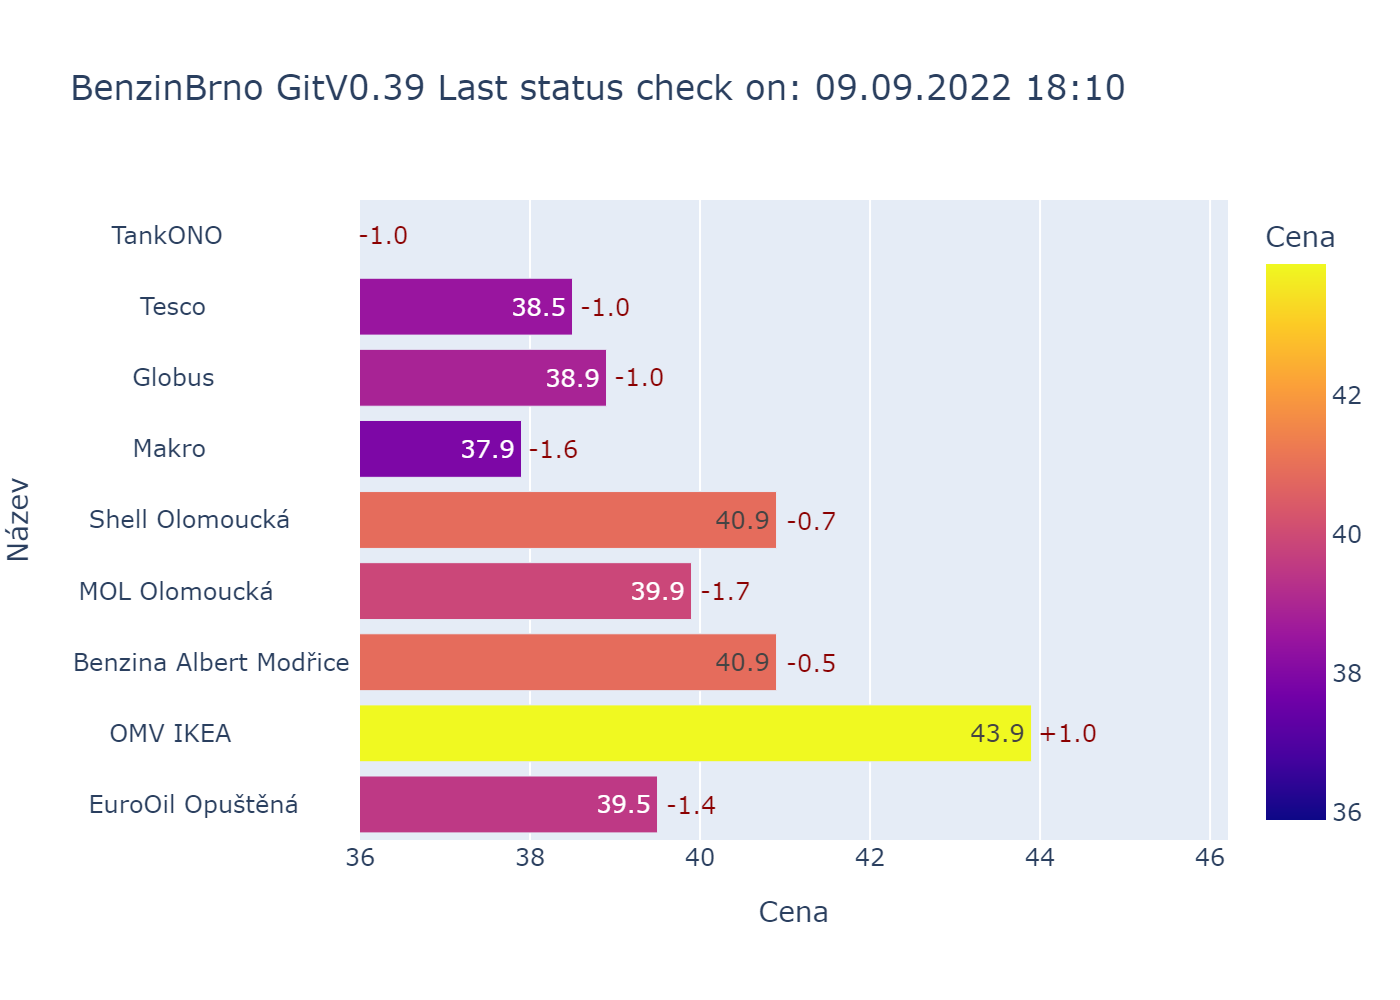 BenzinBrno GitV0.39 Last status check on: 09.09.2022 18:10
Cena
TankONO -1.0
Tesco 38.5 -1.0
Globus 38.9 -1.0
Makro 37.9 -1.6
Shell Olomoucká 40.9 -0.7
MOL Olomoucká 39.9 -1.7
Benzina Albert Modřice 40.9 -0.5
OMV IKEA 43.9 +1.0
EuroOil Opuštěná 39.5 -1.4
Název
36 38 40 42 44 46
Cena
42
40
38
36